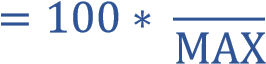 = 100 *
MAX